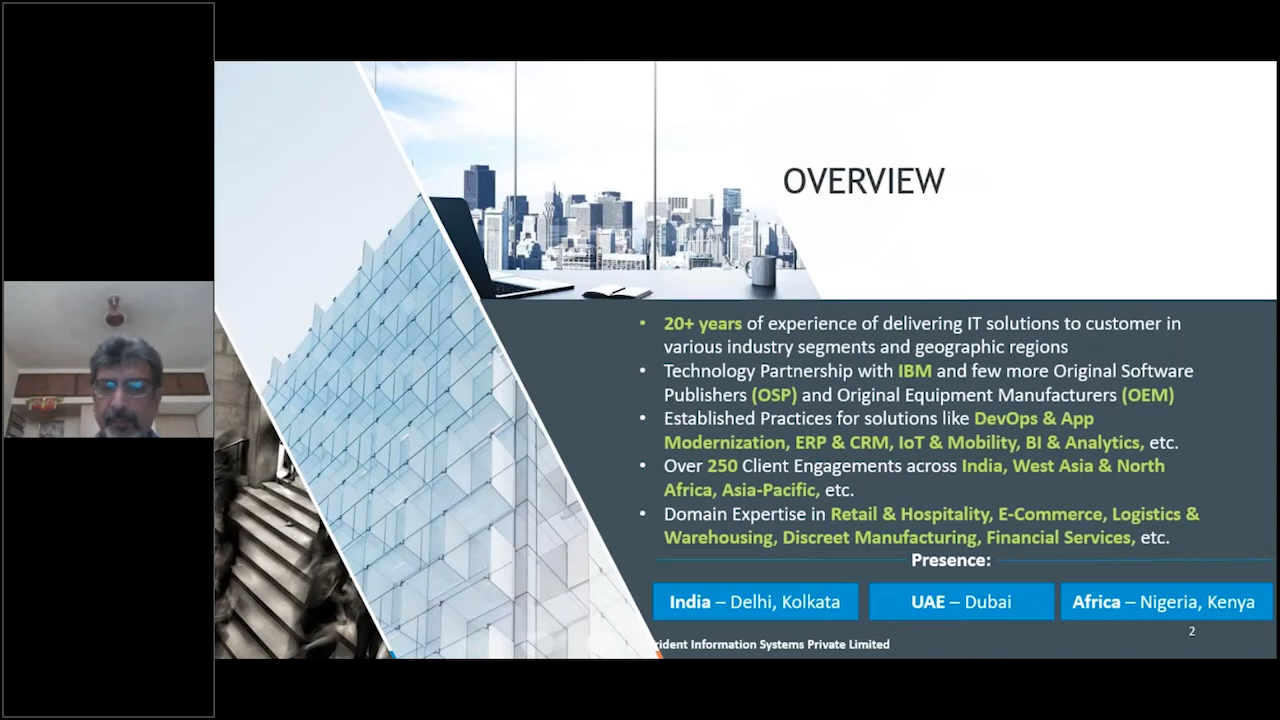 OVERVIEW
• 20+ years of experience of delivering IT solutions to customer in
various industry segments and geographic regions
• Technology Partnership with IBM and few more Original Software
Publishers (OSP) and Original Equipment Manufacturers (OEM)
• Established Practices for solutions like DevOps & App
Modernization, ERP & CRM, IoT & Mobility, BI & Analytics, etc.
• Over 250 Client Engagements across India, West Asia & North
Africa, Asia-Pacific, etc.
• Domain Expertise in Retail & Hospitality, E-Commerce, Logistics &
Warehousing, Discreet Manufacturing, Financial Services, etc.
Presence:
India – Delhi, Kolkata
UAE – Dubai
Africa – Nigeria, Kenya
2
Information Systems Private Limited